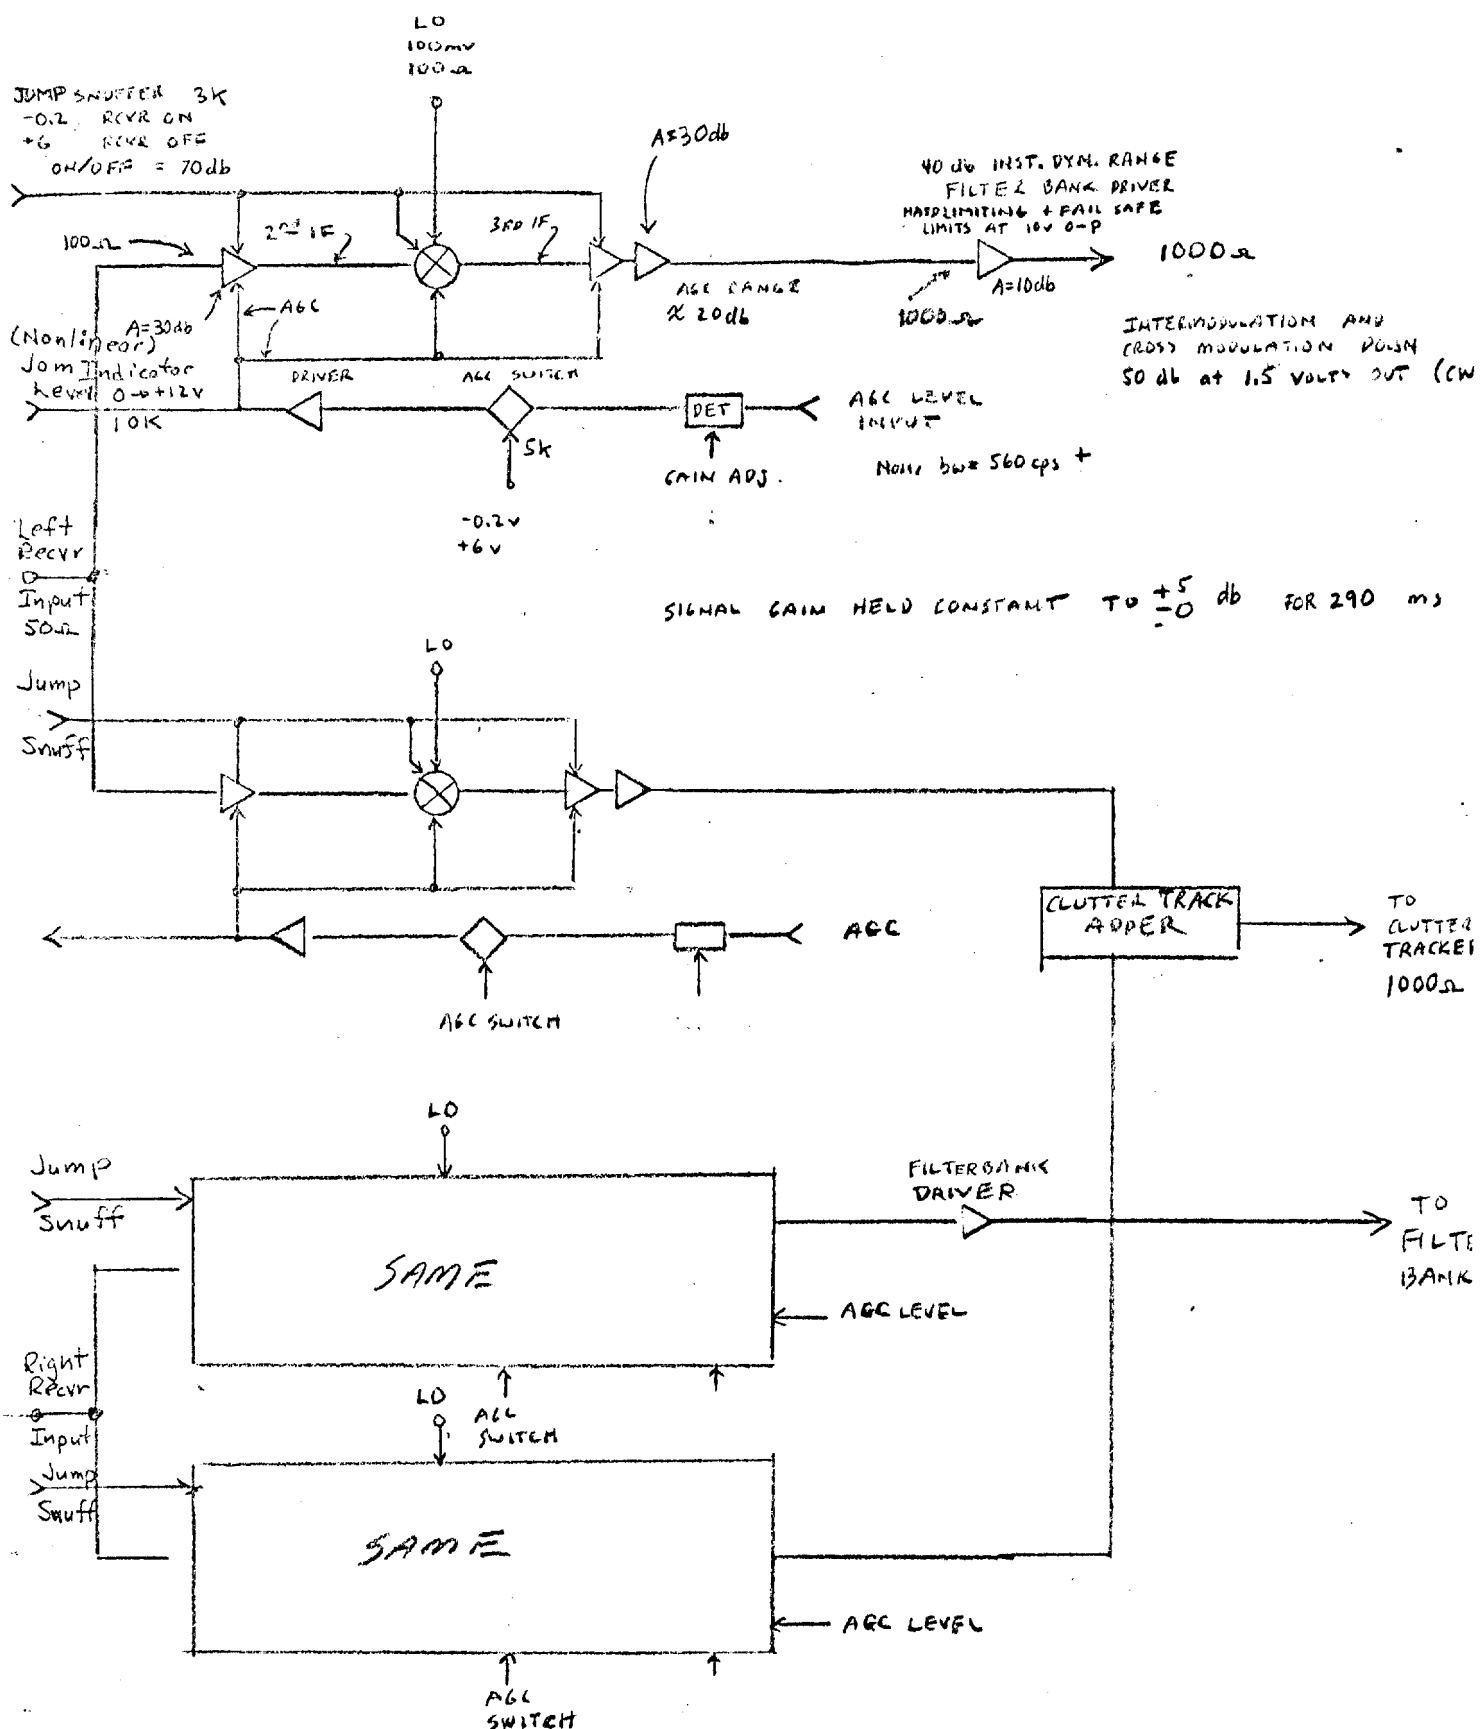 LO
100mv
100Ω
JUMP SNUFFER 3K
-0.2 RCVR ON
+6 RCVR OFF
ON/OFF = 70db
A=30db
40 db INST. DYN. RANGE
FILTER BANK DRIVER
HARD LIMITING + FAIL SAFE
LIMITS AT 10V 0-P
100Ω
2nd IF
3RD IF
1000Ω
A=10db
AGC RANGE
≈ 20db
1000Ω
A=30db
AGC
(Nonlinear)
Jam Indicator
Level 0→+12v
10K
DRIVER
AGC SWITCH
INTERMODULATION AND
CROSS MODULATION DOWN
50 db at 1.5 VOLTS OUT (CW
DET
AGC LEVEL
INPUT
5K
GAIN ADJ.
Noise bw= 560 cps +
-0.2v
+6v
Left
Recvr
Input
50Ω
SIGNAL GAIN HELD CONSTANT TO +5 -0 db FOR 290 ms
LO
Jump
Snuff
CLUTTER TRACK
ADDER
TO
CLUTTER
TRACKER
1000Ω
AGC
AGC SWITCH
LO
Jump
Snuff
FILTERBANK
DRIVER
TO
FILTE
BANK
SAME
AGC LEVEL
Right
Recvr
Input
LO
AGC
SWITCH
Jump
Snuff
SAME
AGC LEVEL
AGC
SWITCH